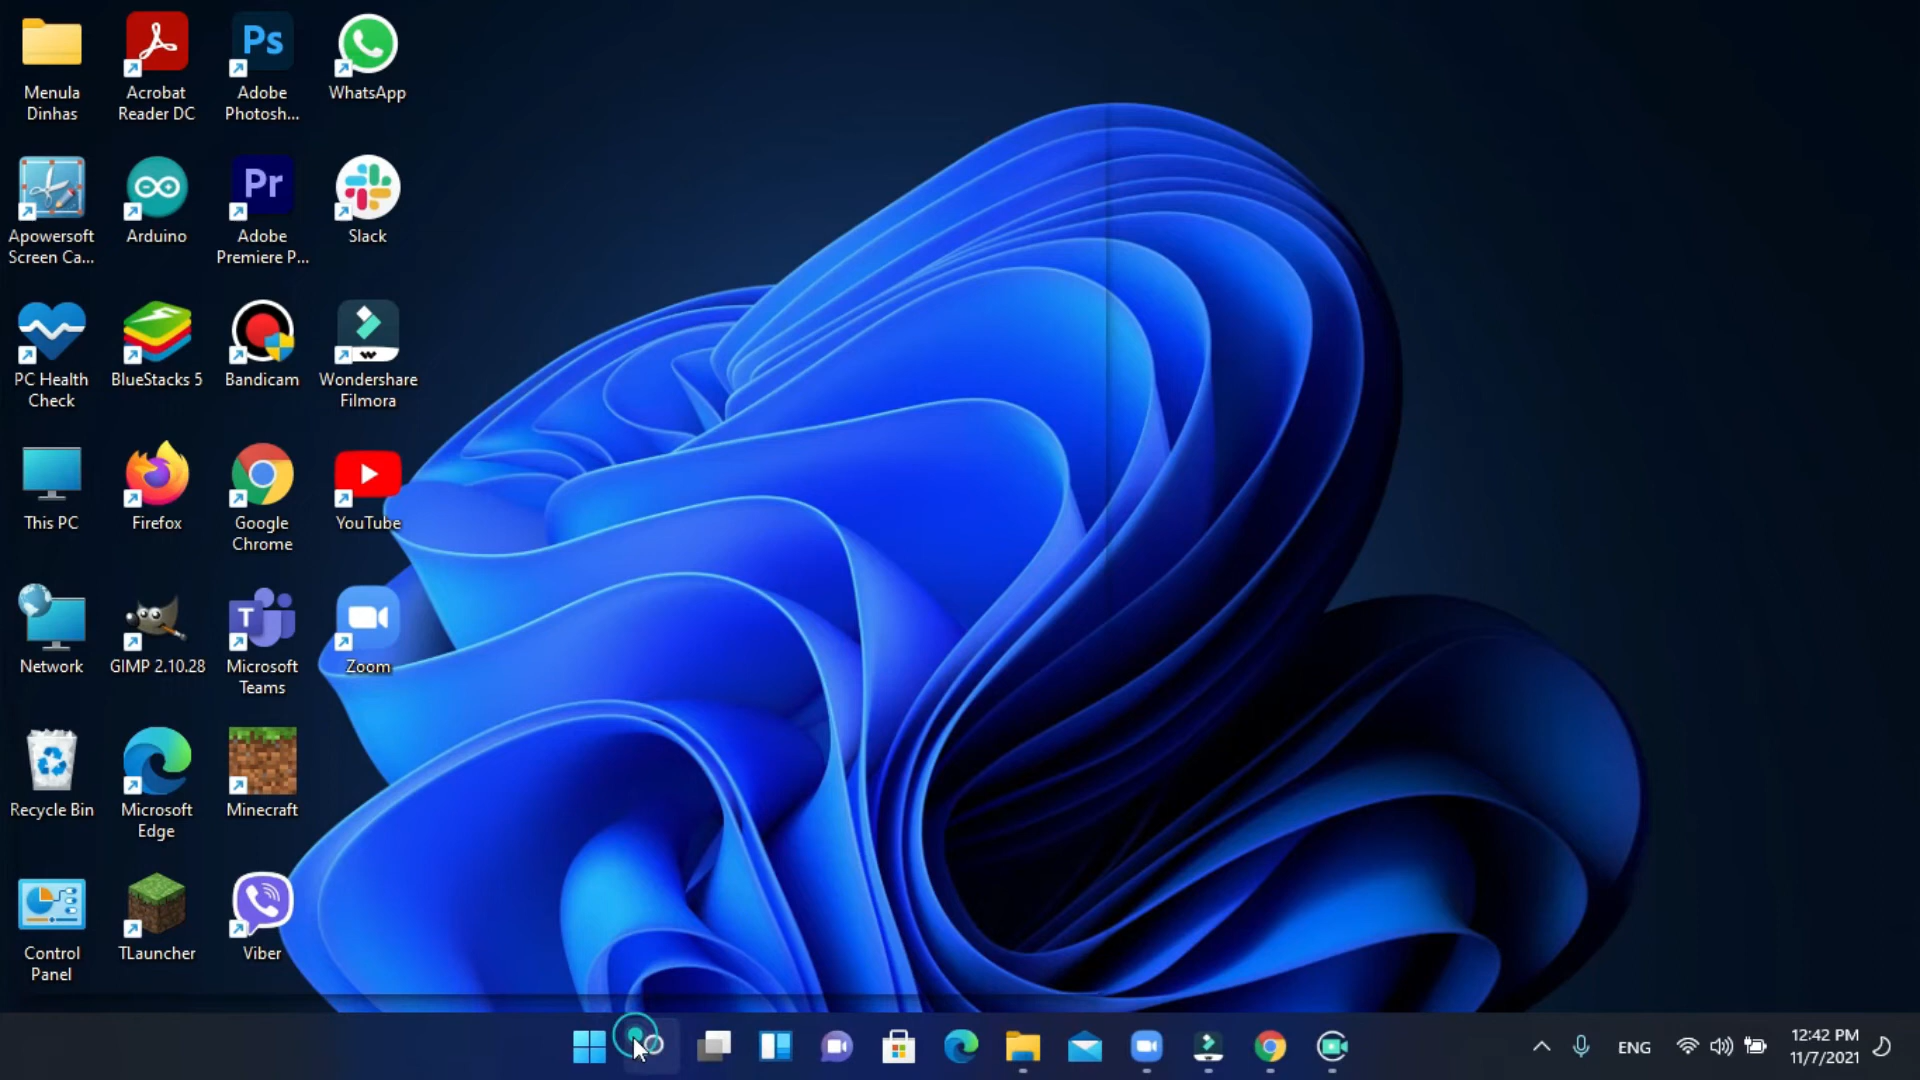 Menula
Dinhas
Acrobat
Reader DC
Ps
Adobe
Photosh...
WhatsApp
Apowersoft
Screen Ca...
Arduino
Pr
Adobe
Premiere P...
Slack
PC Health
Check
BlueStacks 5
Bandicam
Wondershare
Filmora
This PC
Firefox
Google
Chrome
YouTube
Network
GIMP 2.10.28
T
Microsoft
Teams
Zoom
Recycle Bin
Microsoft
Edge
Minecraft
Control
Panel
TLauncher
Viber
ENG
12:42 PM
11/7/2021